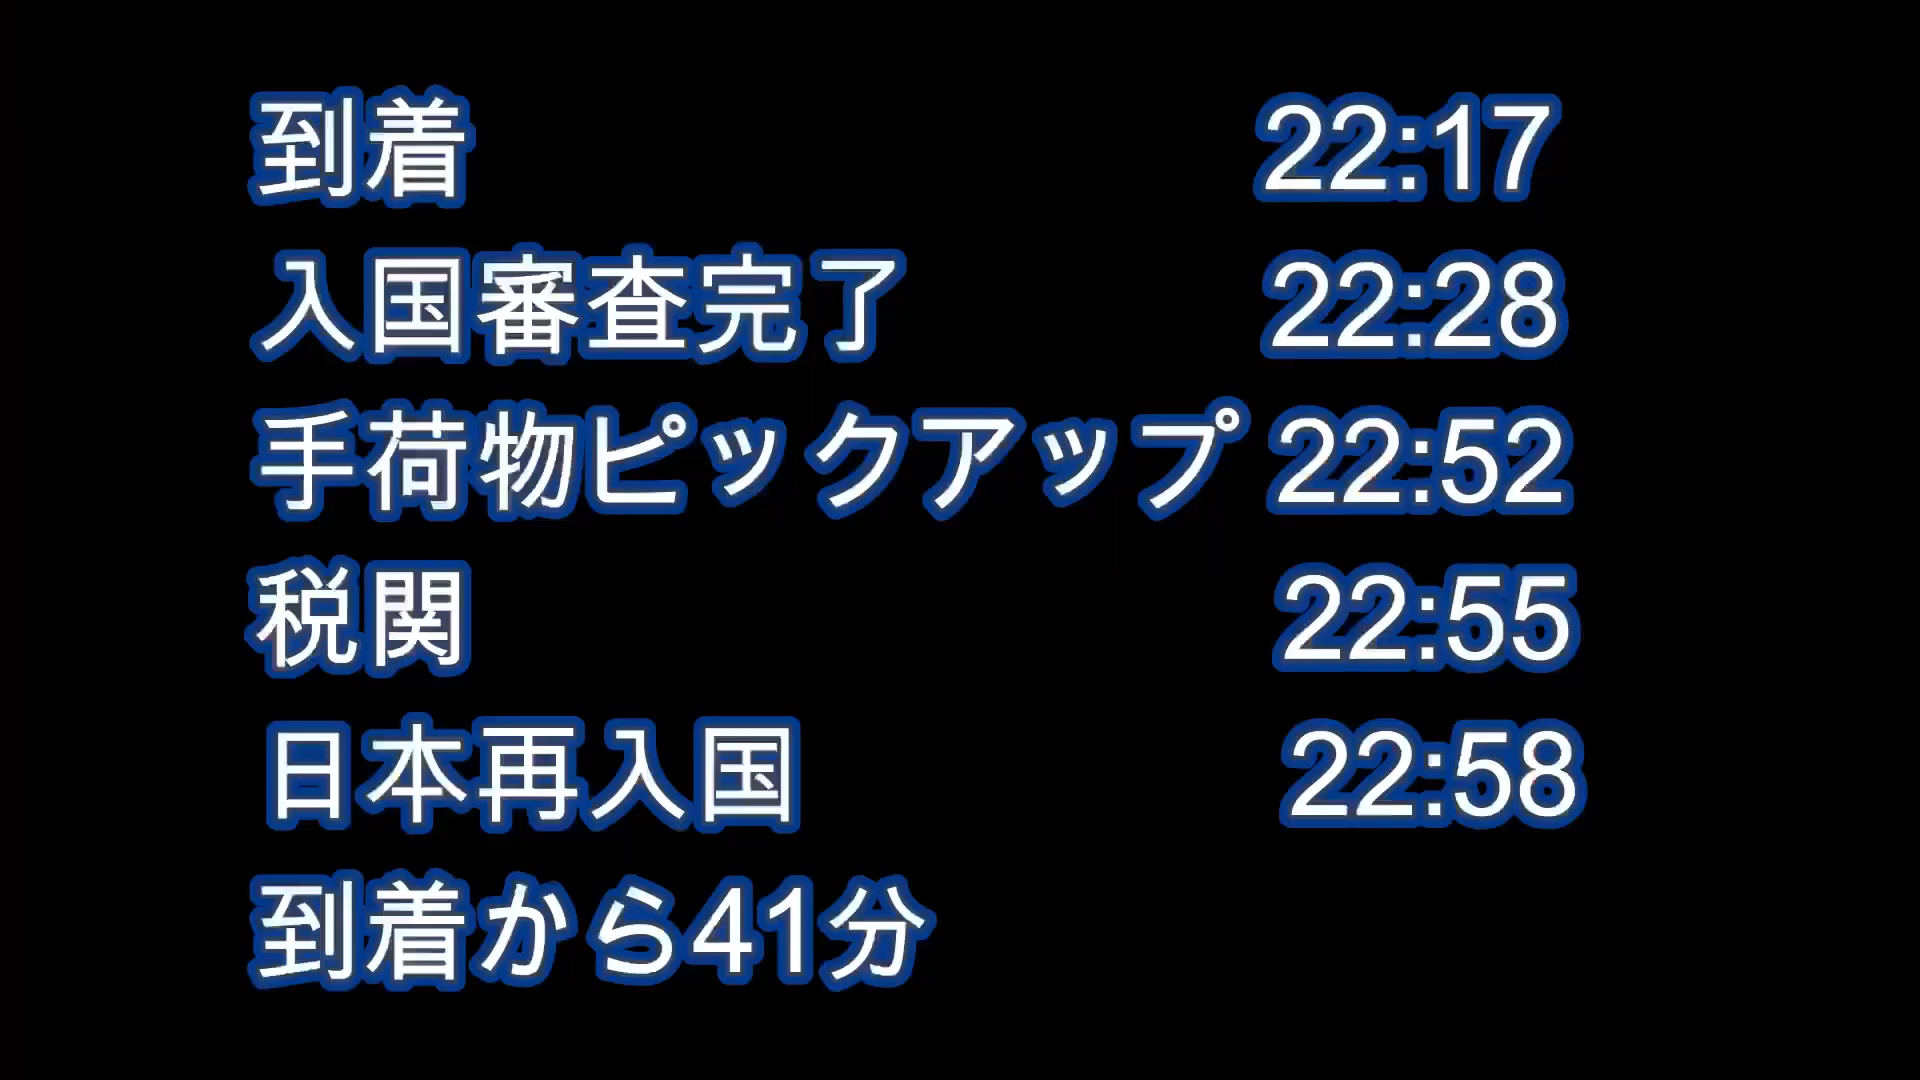 到着 22:17
入国審査完了 22:28
手荷物ピックアップ 22:52
税関 22:55
日本再入国 22:58
到着から41分